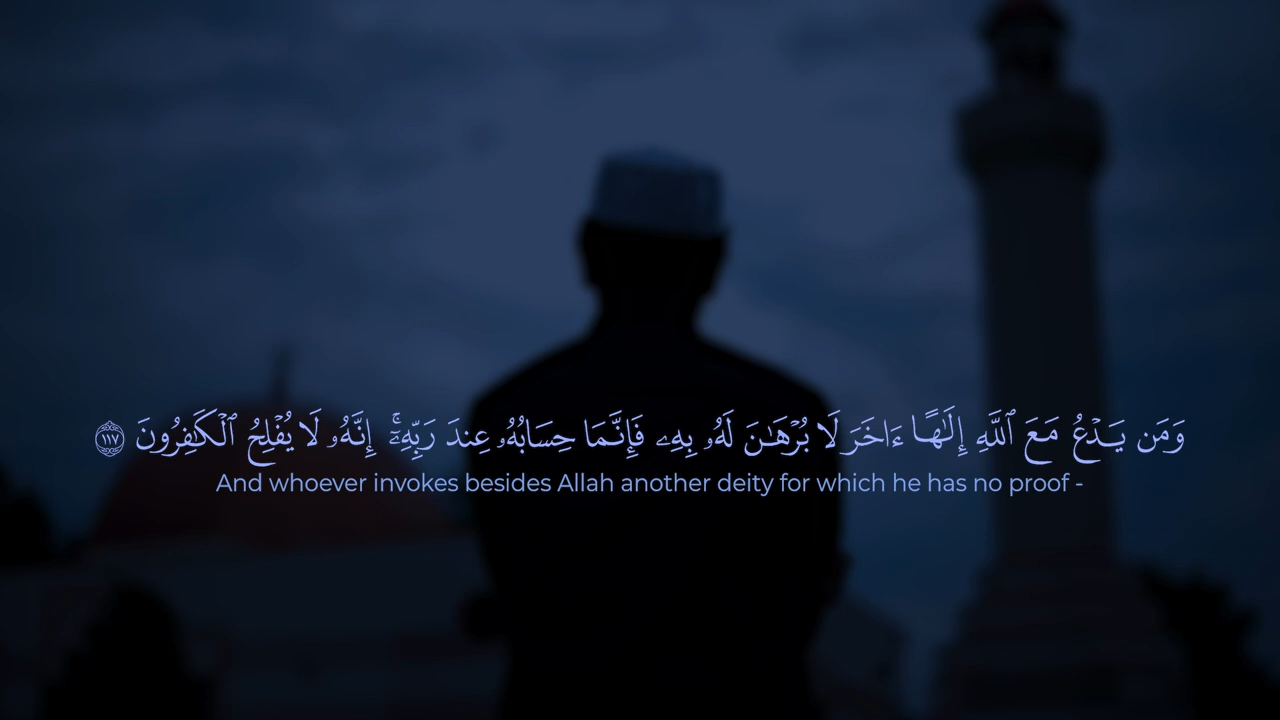 وَمَن يَدْعُ مَعَ ٱللَّهِ إِلَـٰهًا ءَاخَرَ لَا بُرْهَـٰنَ لَهُۥ بِهِۦ فَإِنَّمَا حِسَابُهُۥ عِندَ رَبِّهِۦٓ ۚ إِنَّهُۥ لَا يُفْلِحُ ٱلْكَـٰفِرُونَ ١١٧
And whoever invokes besides Allah another deity for which he has no proof -